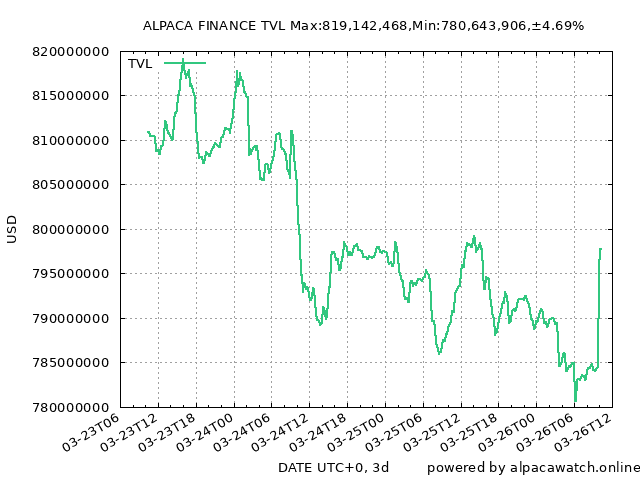 ALPACA FINANCE TVL Max:819,142,468,Min:780,643,906,±4.69%
820000000
TVL
815000000
810000000
805000000
800000000
795000000
790000000
785000000
780000000
USD
03-23T06
03-23T12
03-23T18
03-24T00
03-24T06
03-24T12
03-24T18
03-25T00
03-25T06
03-25T12
03-25T18
03-26T00
03-26T06
03-26T12
DATE UTC+0, 3d
powered by alpacawatch.online